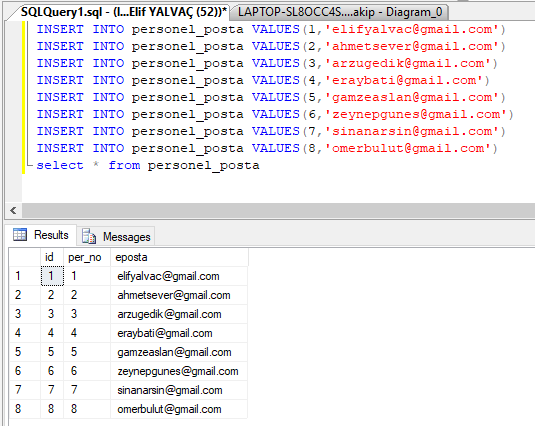 SQLQuery1.sql - (l...Elif YALVAÇ (52))* LAPTOP-SL8OCC4S....akip - Diagram_0
INSERT INTO personel_posta VALUES(1,'elifyalvac@gmail.com')
INSERT INTO personel_posta VALUES(2,'ahmetsever@gmail.com')
INSERT INTO personel_posta VALUES(3,'arzugedik@gmail.com')
INSERT INTO personel_posta VALUES(4,'eraybati@gmail.com')
INSERT INTO personel_posta VALUES(5,'gamzeaslan@gmail.com')
INSERT INTO personel_posta VALUES(6,'zeynepgunes@gmail.com')
INSERT INTO personel_posta VALUES(7,'sinanarsin@gmail.com')
INSERT INTO personel_posta VALUES(8,'omerbulut@gmail.com')
select * from personel_posta
Results Messages
id per_no eposta
1 1 1 elifyalvac@gmail.com
2 2 2 ahmetsever@gmail.com
3 3 3 arzugedik@gmail.com
4 4 4 eraybati@gmail.com
5 5 5 gamzeaslan@gmail.com
6 6 6 zeynepgunes@gmail.com
7 7 7 sinanarsin@gmail.com
8 8 8 omerbulut@gmail.com